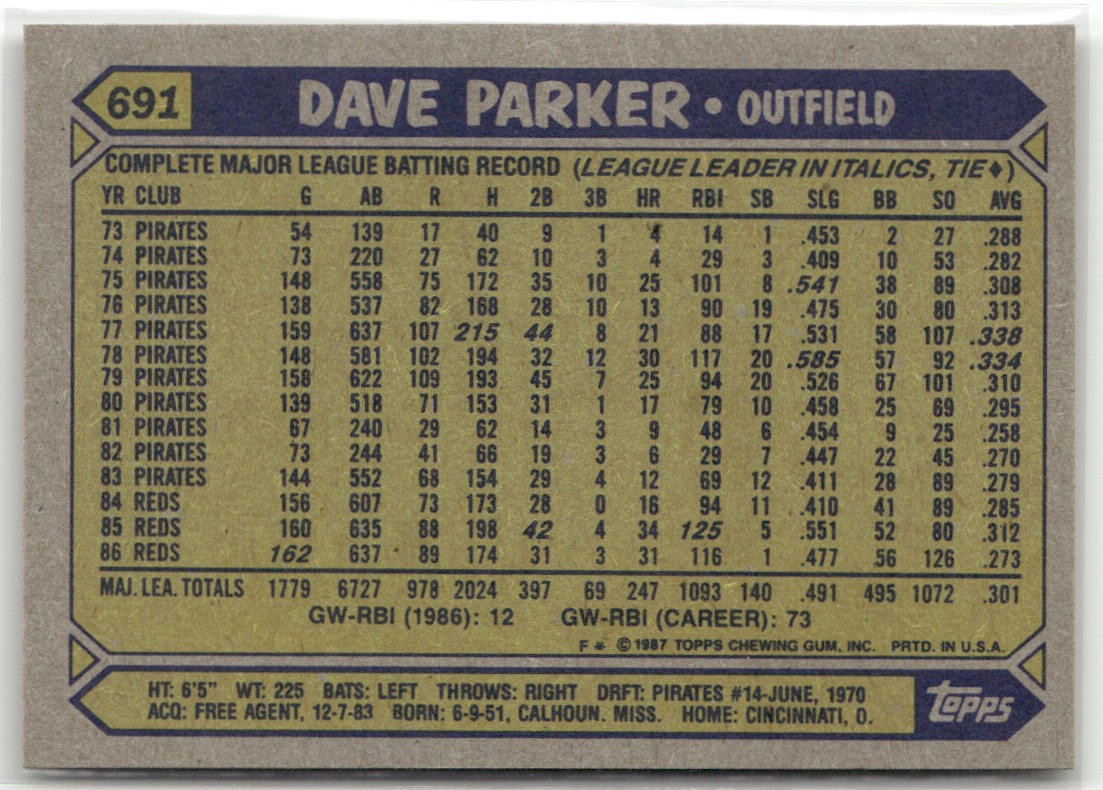 691 DAVE PARKER • OUTFIELD
COMPLETE MAJOR LEAGUE BATTING RECORD (LEAGUE LEADER IN ITALICS, TIE♦)
YR CLUB G AB R H 2B 3B HR RBI SB SLG BB SO AVG
73 PIRATES 54 139 17 40 9 1 4 14 1 .453 2 27 .288
74 PIRATES 73 220 27 62 10 3 4 29 3 .409 10 53 .282
75 PIRATES 148 558 75 172 35 10 25 101 8 .541 38 89 .308
76 PIRATES 138 537 82 168 28 10 13 90 19 .475 30 80 .313
77 PIRATES 159 637 107 215 44 8 21 88 17 .531 58 107 .338
78 PIRATES 148 581 102 194 32 12 30 117 20 .585 57 92 .334
79 PIRATES 158 622 109 193 45 7 25 94 20 .526 67 101 .310
80 PIRATES 139 518 71 153 31 1 17 79 10 .458 25 69 .295
81 PIRATES 67 240 29 62 14 3 9 48 6 .454 9 25 .258
82 PIRATES 73 244 41 66 19 3 6 29 7 .447 22 45 .270
83 PIRATES 144 552 68 154 29 4 12 69 12 .411 28 89 .279
84 REDS 156 607 73 173 28 0 16 94 11 .410 41 89 .285
85 REDS 160 635 88 198 42 4 34 125 5 .551 52 80 .312
86 REDS 162 637 89 174 31 3 31 116 1 .477 56 126 .273
MAJ. LEA. TOTALS 1779 6727 978 2024 397 69 247 1093 140 .491 495 1072 .301
GW-RBI (1986): 12 GW-RBI (CAREER): 73
F * ©1987 TOPPS CHEWING GUM, INC. PRTD. IN U.S.A.
HT: 6'5" WT: 225 BATS: LEFT THROWS: RIGHT DRFT: PIRATES #14-JUNE, 1970
ACQ: FREE AGENT, 12-7-83 BORN: 6-9-51, CALHOUN. MISS. HOME: CINCINNATI, O.
TOPPS